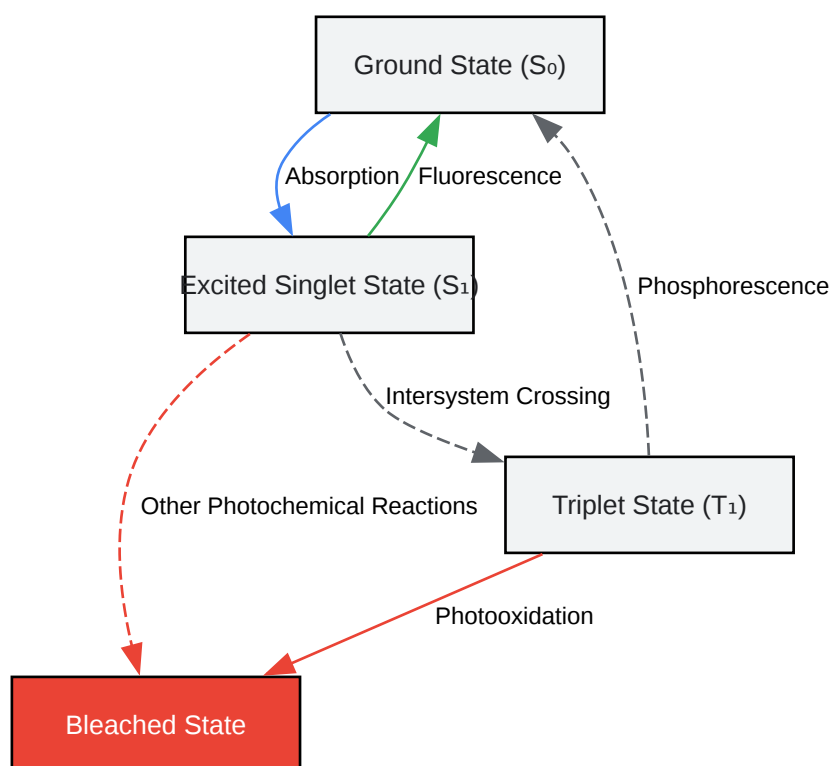 Ground State (S₀)
Absorption
Fluorescence
Excited Singlet State (S₁)
Phosphorescence
Intersystem Crossing
Other Photochemical Reactions
Triplet State (T₁)
Photooxidation
Bleached State